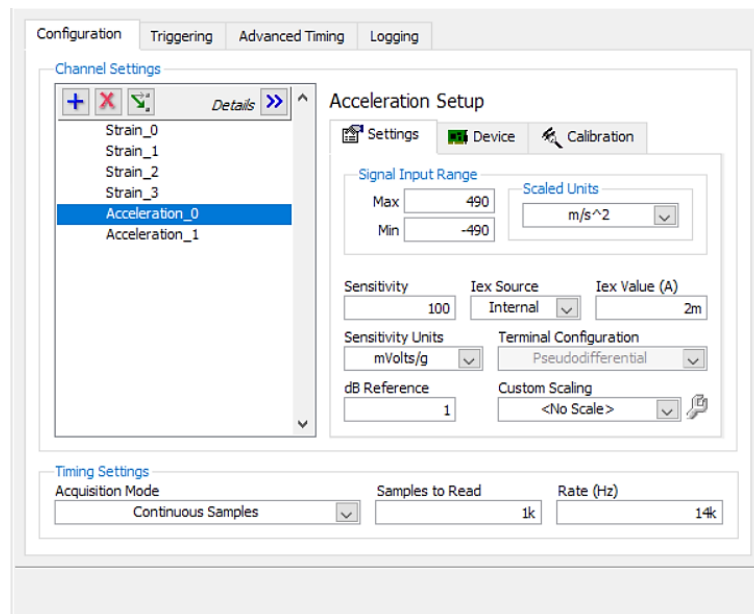 Configuration Triggering Advanced Timing Logging
Channel Settings
Details
Strain_0
Strain_1
Strain_2
Strain_3
Acceleration_0
Acceleration_1
Acceleration Setup
Settings Device Calibration
Signal Input Range
Max 490
Min -490
Scaled Units
m/s^2
Sensitivity Iex Source Iex Value (A)
100 Internal 2m
Sensitivity Units Terminal Configuration
mVolts/g Pseudodifferential
dB Reference Custom Scaling
1 <No Scale>
Timing Settings
Acquisition Mode Samples to Read Rate (Hz)
Continuous Samples 1k 14k